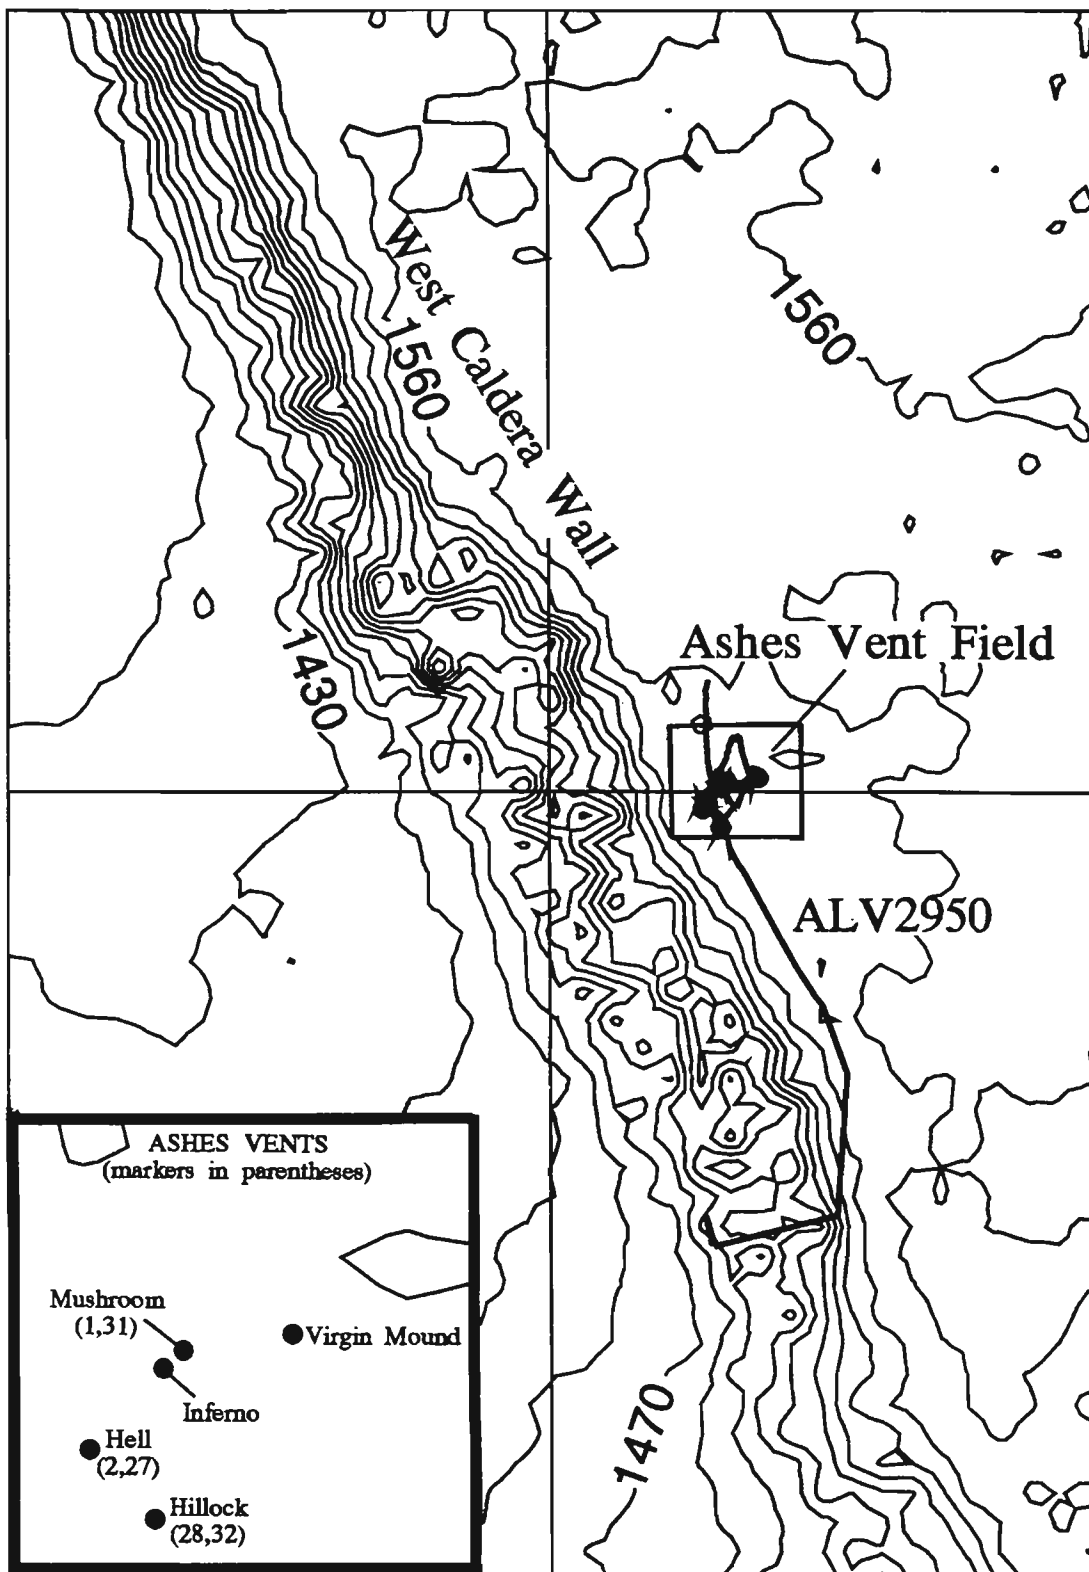 West Caldera Wall
1560
1560
1430
Ashes Vent Field
ALV2950
1470
ASHES VENTS
(markers in parentheses)
Mushroom
(1,31)
Virgin Mound
Inferno
Hell
(2,27)
Hillock
(28,32)